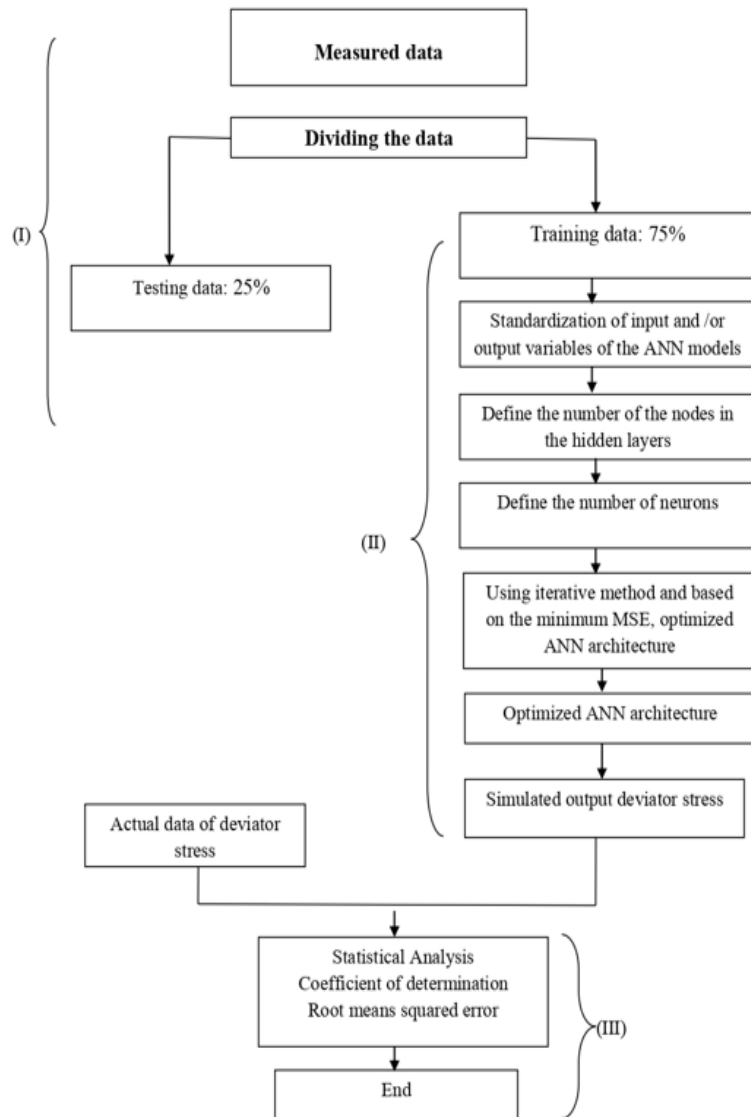 Measured data
Dividing the data
(I)
Training data: 75%
Testing data: 25%
Standardization of input and /or
output variables of the ANN models
Define the number of the nodes in
the hidden layers
Define the number of neurons
(II)
Using iterative method and based
on the minimum MSE, optimized
ANN architecture
Optimized ANN architecture
Simulated output deviator stress
Actual data of deviator
stress
Statistical Analysis
Coefficient of determination
Root means squared error
(III)
End